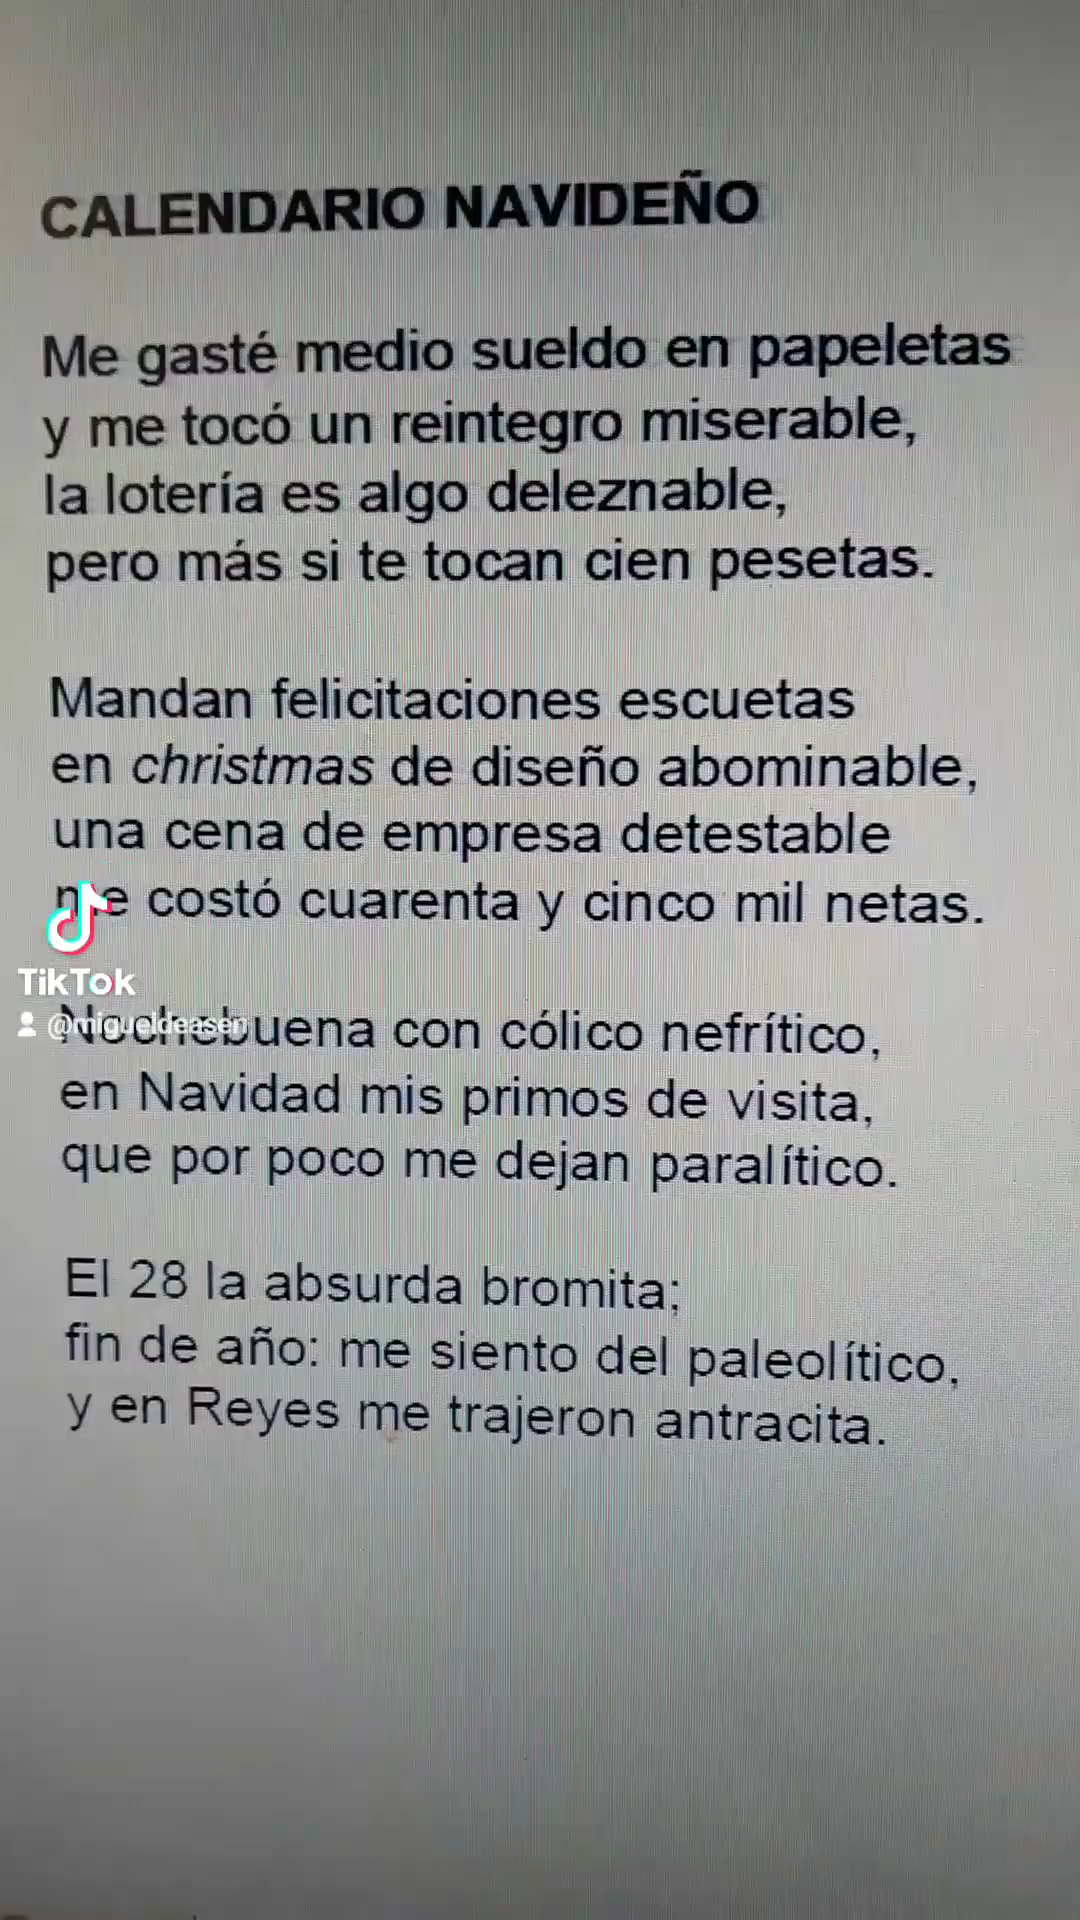 CALENDARIO NAVIDEÑO
Me gasté medio sueldo en papeletas
y me tocó un reintegro miserable,
la lotería es algo deleznable,
pero más si te tocan cien pesetas.
Mandan felicitaciones escuetas
en christmas de diseño abominable,
una cena de empresa detestable
me costó cuarenta y cinco mil netas.
TikTok
@migueldeasen
Nochebuena con cólico nefrítico,
en Navidad mis primos de visita,
que por poco me dejan paralítico.
El 28 la absurda bromita;
fin de año: me siento del paleolítico,
y en Reyes me trajeron antracita.